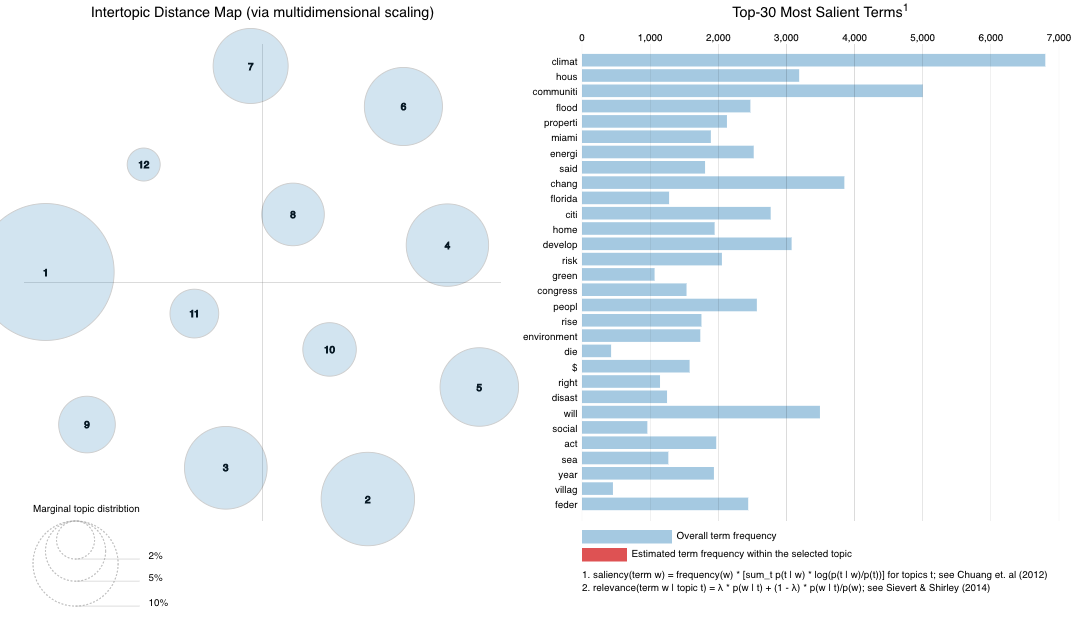 Intertopic Distance Map (via multidimensional scaling)
7
6
12
8
4
1
11
10
5
9
3
2
Marginal topic distribtion
2%
5%
10%
Top-30 Most Salient Terms1
0 1,000 2,000 3,000 4,000 5,000 6,000 7,000
climat
hous
communiti
flood
properti
miami
energi
said
chang
florida
citi
home
develop
risk
green
congress
peopl
rise
environment
die
$
right
disast
will
social
act
sea
year
villag
feder
Overall term frequency
Estimated term frequency within the selected topic
1. saliency(term w) = frequency(w) * [sum_t p(t | w) * log(p(t | w)/p(t))] for topics t; see Chuang et. al (2012)
2. relevance(term w | topic t) = λ * p(w | t) + (1 - λ) * p(w | t)/p(w); see Sievert & Shirley (2014)